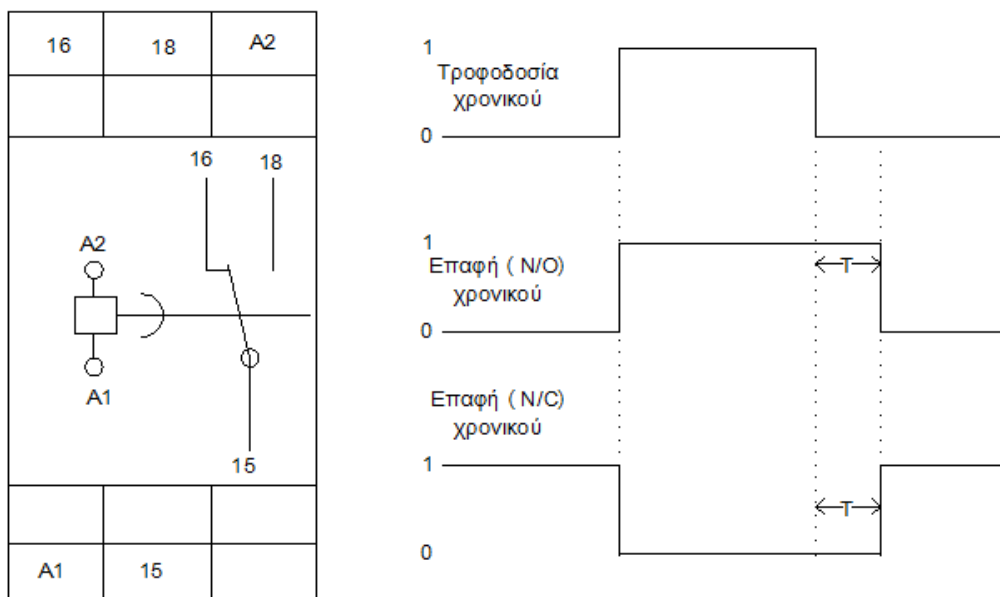 16 18 A2
16 18
A2
A1
15
A1 15
1
Τροφοδοσία
χρονικού
0
1
Επαφή ( N/O)
T
χρονικού
0
Επαφή ( N/C)
χρονικού
1
T
0